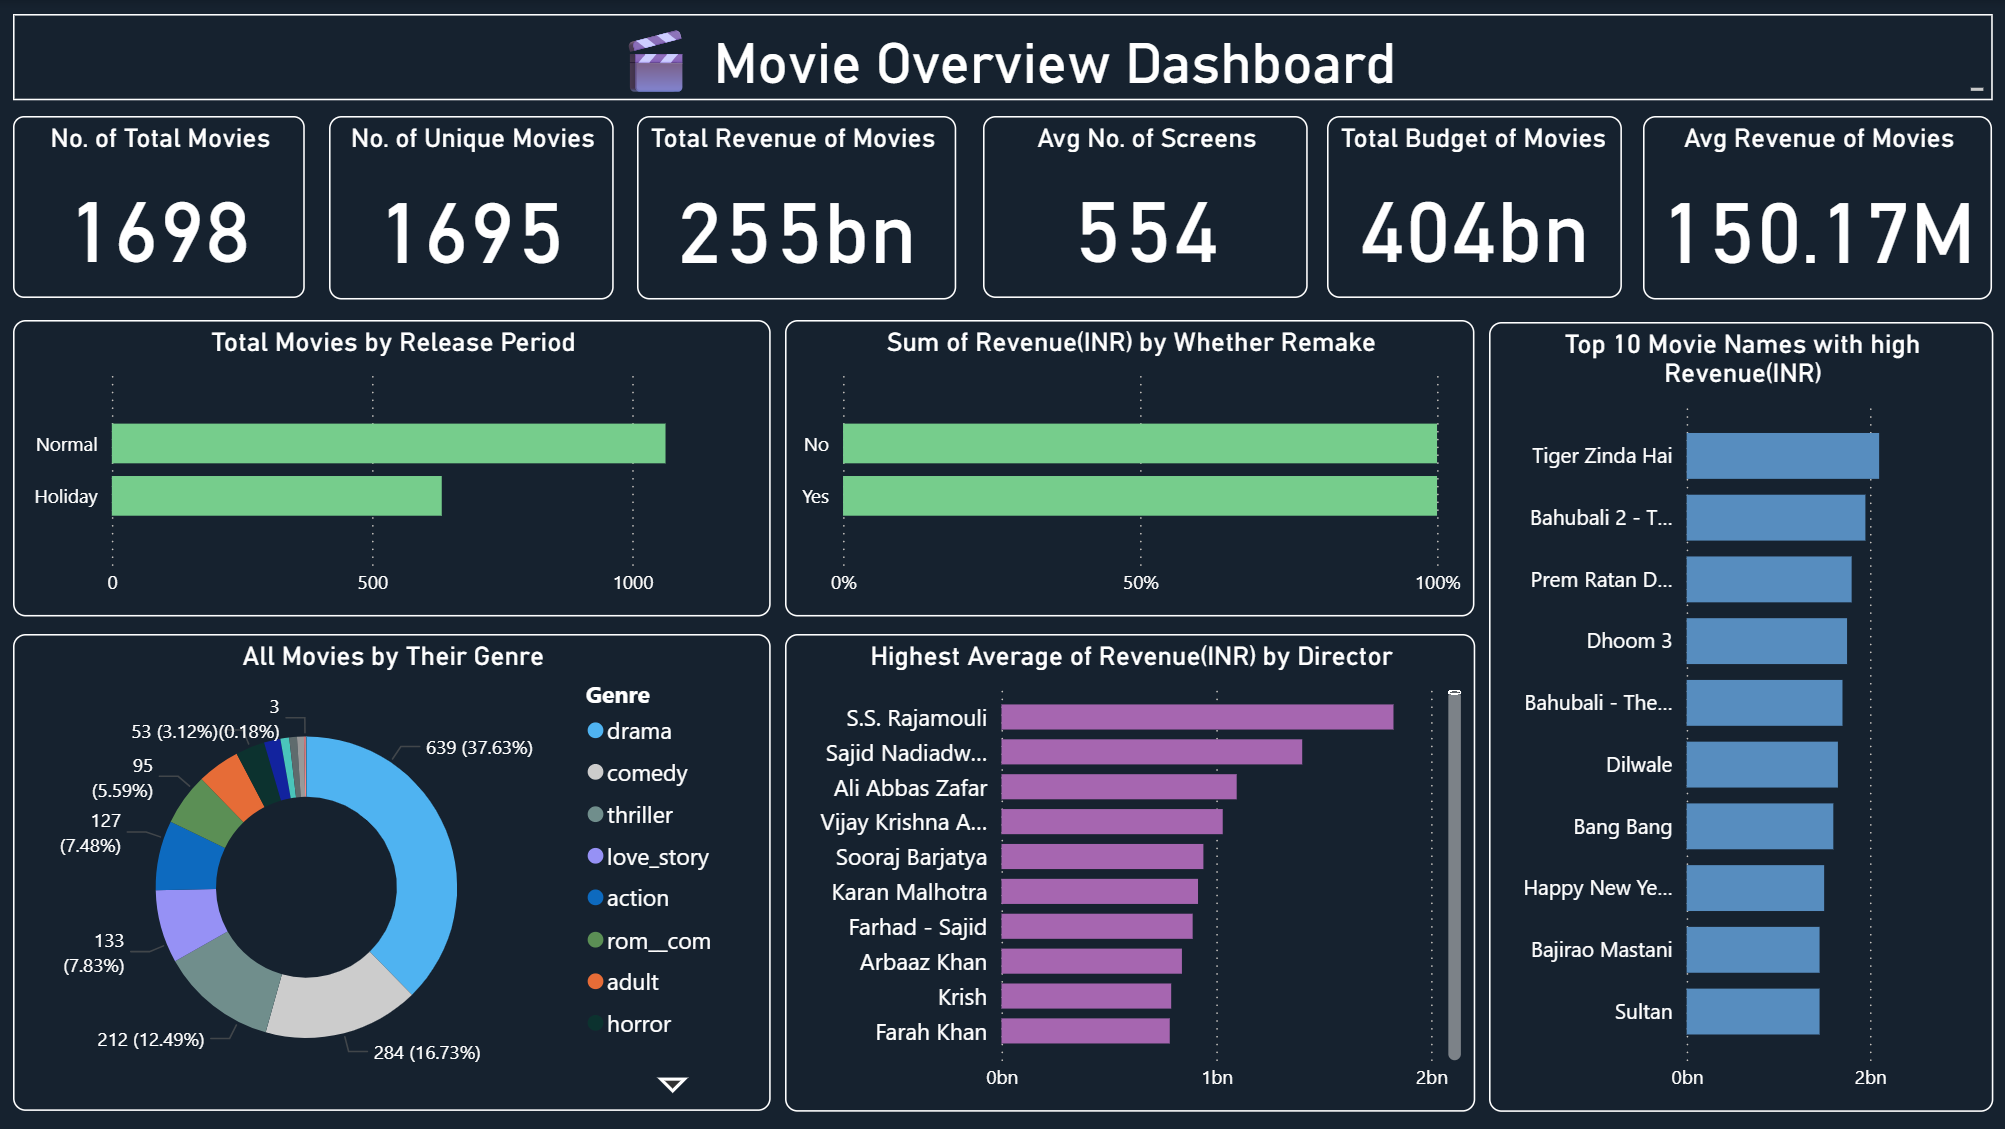 Movie Overview Dashboard
No. of Total Movies
1698
No. of Unique Movies
1695
Total Revenue of Movies
255bn
Avg No. of Screens
554
Total Budget of Movies
404bn
Avg Revenue of Movies
150.17M
Total Movies by Release Period
Normal
Holiday
0
500
1000
Sum of Revenue(INR) by Whether Remake
No
Yes
0%
50%
100%
Top 10 Movie Names with high
Revenue(INR)
Tiger Zinda Hai
Bahubali 2 - T...
Prem Ratan D...
Dhoom 3
Bahubali - The...
Dilwale
Bang Bang
Happy New Ye...
Bajirao Mastani
Sultan
0bn
2bn
All Movies by Their Genre
3
(0.18%)
53 (3.12%)
95
(5.59%)
127
(7.48%)
133
(7.83%)
212 (12.49%)
284 (16.73%)
639 (37.63%)
Genre
drama
comedy
thriller
love_story
action
rom__com
adult
horror
Highest Average of Revenue(INR) by Director
S.S. Rajamouli
Sajid Nadiadw...
Ali Abbas Zafar
Vijay Krishna A...
Sooraj Barjatya
Karan Malhotra
Farhad - Sajid
Arbaaz Khan
Krish
Farah Khan
0bn
1bn
2bn